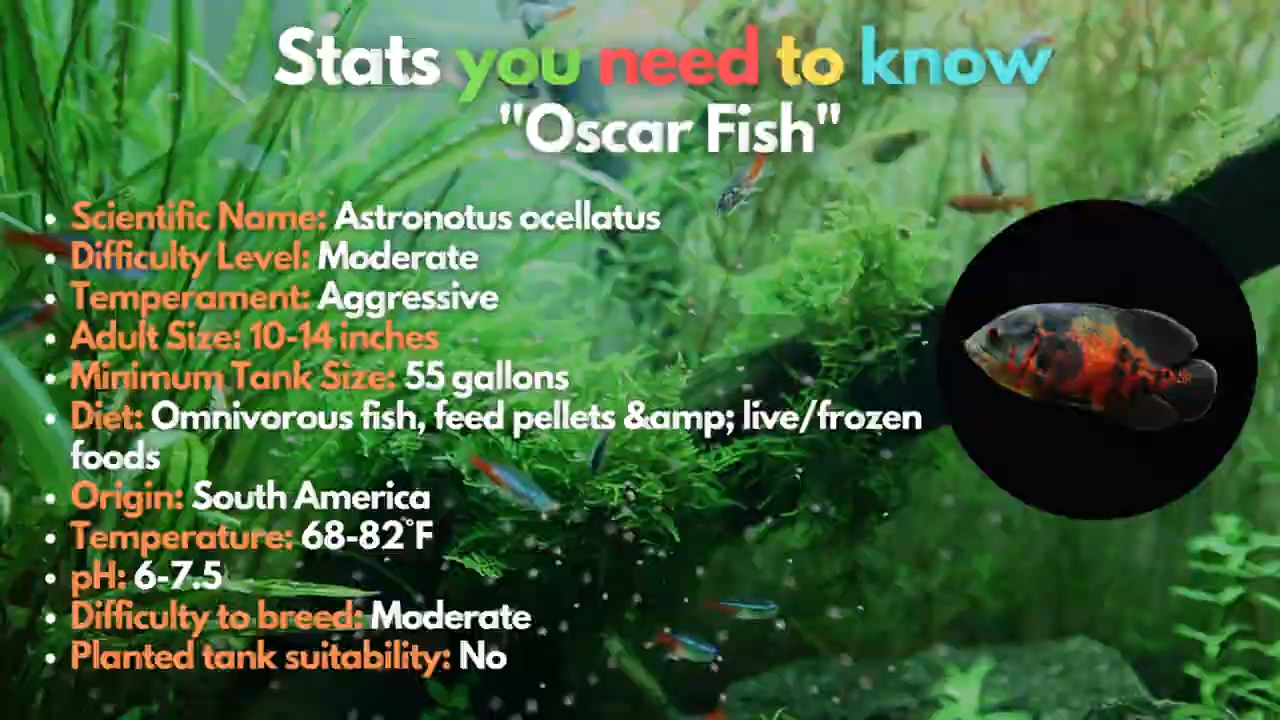 Stats you need to know
"Oscar Fish"
• Scientific Name: Astronotus ocellatus
• Difficulty Level: Moderate
• Temperament: Aggressive
• Adult Size: 10-14 inches
• Minimum Tank Size: 55 gallons
• Diet: Omnivorous fish, feed pellets &amp; live/frozen
foods
• Origin: South America
• Temperature: 68-82°F
• pH: 6-7.5
• Difficulty to breed: Moderate
• Planted tank suitability: No